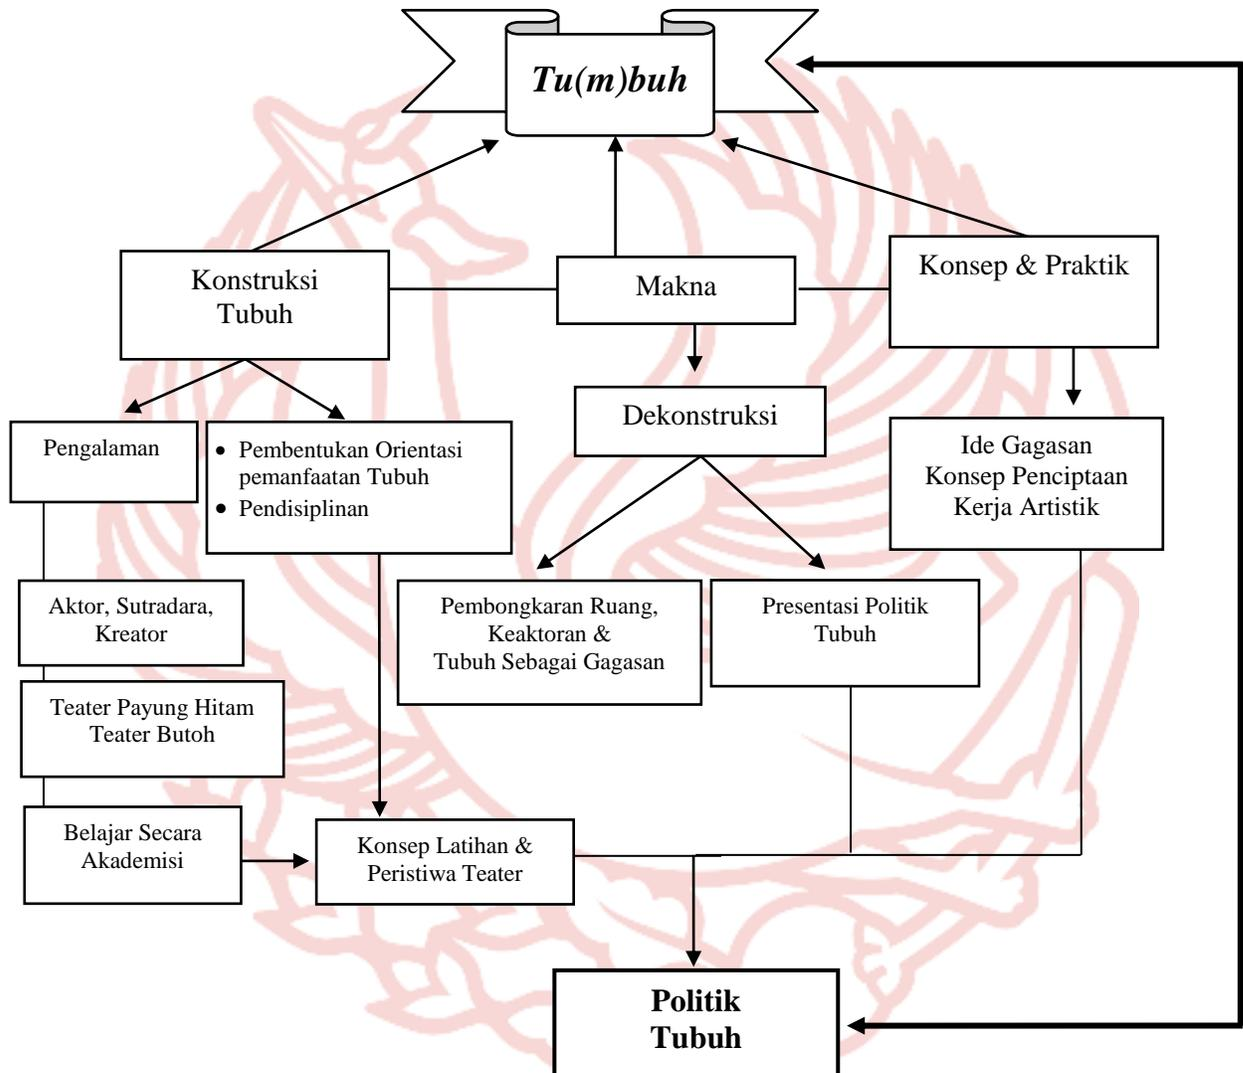 Tu(m)buh
Konstruksi
Tubuh
Makna
Konsep & Praktik
Pengalaman
• Pembentukan Orientasi
pemanfaatan Tubuh
• Pendisiplinan
Dekonstruksi
Ide Gagasan
Konsep Penciptaan
Kerja Artistik
Aktor, Sutradara,
Kreator
Pembongkaran Ruang,
Keaktoran &
Tubuh Sebagai Gagasan
Presentasi Politik
Tubuh
Teater Payung Hitam
Teater Butoh
Belajar Secara
Akademisi
Konsep Latihan &
Peristiwa Teater
Politik
Tubuh